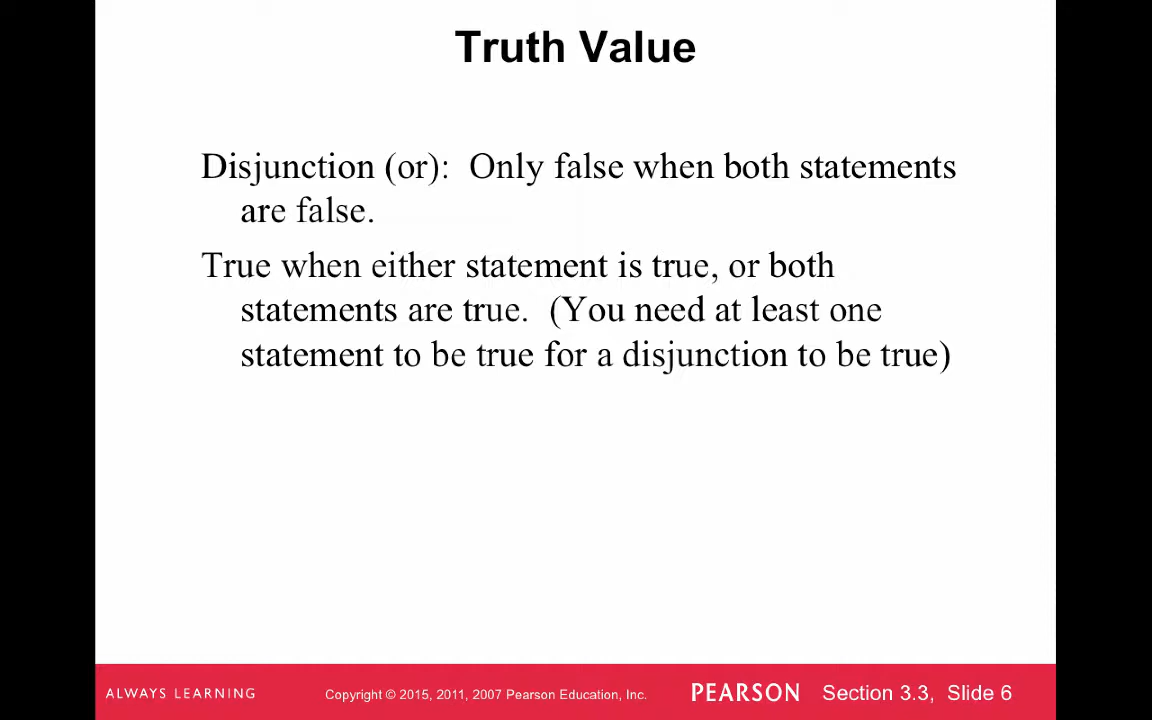 Truth Value
Disjunction (or):  Only false when both statements
are false.
True when either statement is true, or both
statements are true.  (You need at least one
statement to be true for a disjunction to be true)
ALWAYS LEARNING
Copyright © 2015, 2011, 2007 Pearson Education, Inc.
PEARSON
Section 3.3,  Slide 6